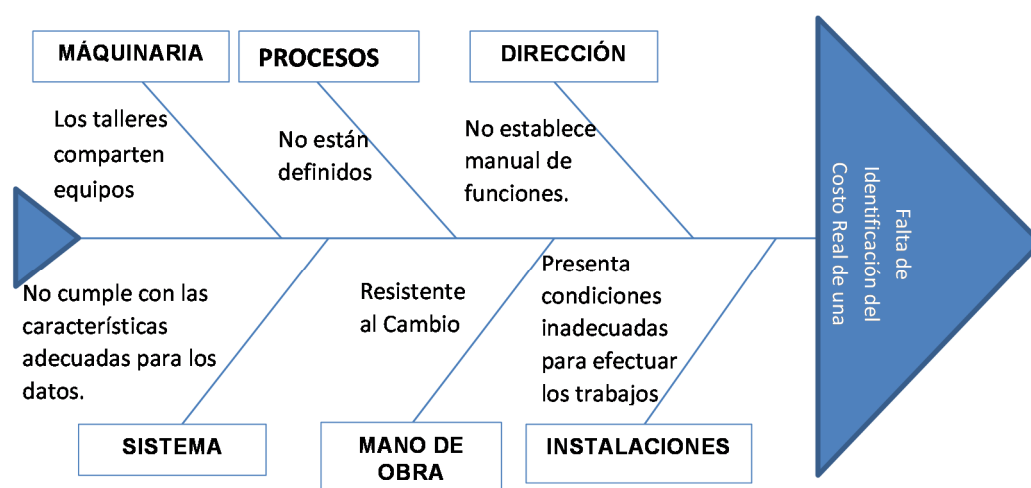 MÁQUINARIA
PROCESOS
DIRECCIÓN
Los talleres
comparten
equipos
No están
definidos
No establece
manual de
funciones.
Falta de
Identificación del
Costo Real de una
No cumple con las
características
adecuadas para los
datos.
Resistente
al Cambio
Presenta
condiciones
inadecuadas
para efectuar
los trabajos
SISTEMA
MANO DE
OBRA
INSTALACIONES